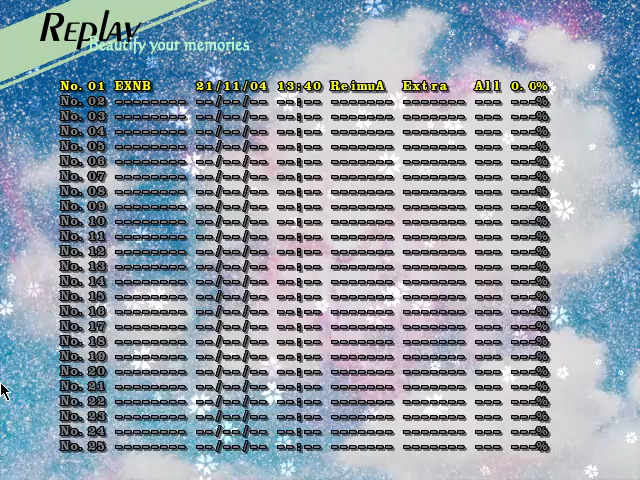 Replay
Beautify your memories
No. 01 EXNB 21/11/04 13:40 ReimuA Extra All 0.0%
No. 02 -------- --/--/-- --:-- ------- ------- --- ---%
No. 03 -------- --/--/-- --:-- ------- ------- --- ---%
No. 04 -------- --/--/-- --:-- ------- ------- --- ---%
No. 05 -------- --/--/-- --:-- ------- ------- --- ---%
No. 06 -------- --/--/-- --:-- ------- ------- --- ---%
No. 07 -------- --/--/-- --:-- ------- ------- --- ---%
No. 08 -------- --/--/-- --:-- ------- ------- --- ---%
No. 09 -------- --/--/-- --:-- ------- ------- --- ---%
No. 10 -------- --/--/-- --:-- ------- ------- --- ---%
No. 11 -------- --/--/-- --:-- ------- ------- --- ---%
No. 12 -------- --/--/-- --:-- ------- ------- --- ---%
No. 13 -------- --/--/-- --:-- ------- ------- --- ---%
No. 14 -------- --/--/-- --:-- ------- ------- --- ---%
No. 15 -------- --/--/-- --:-- ------- ------- --- ---%
No. 16 -------- --/--/-- --:-- ------- ------- --- ---%
No. 17 -------- --/--/-- --:-- ------- ------- --- ---%
No. 18 -------- --/--/-- --:-- ------- ------- --- ---%
No. 19 -------- --/--/-- --:-- ------- ------- --- ---%
No. 20 -------- --/--/-- --:-- ------- ------- --- ---%
No. 21 -------- --/--/-- --:-- ------- ------- --- ---%
No. 22 -------- --/--/-- --:-- ------- ------- --- ---%
No. 23 -------- --/--/-- --:-- ------- ------- --- ---%
No. 24 -------- --/--/-- --:-- ------- ------- --- ---%
No. 25 -------- --/--/-- --:-- ------- ------- --- ---%